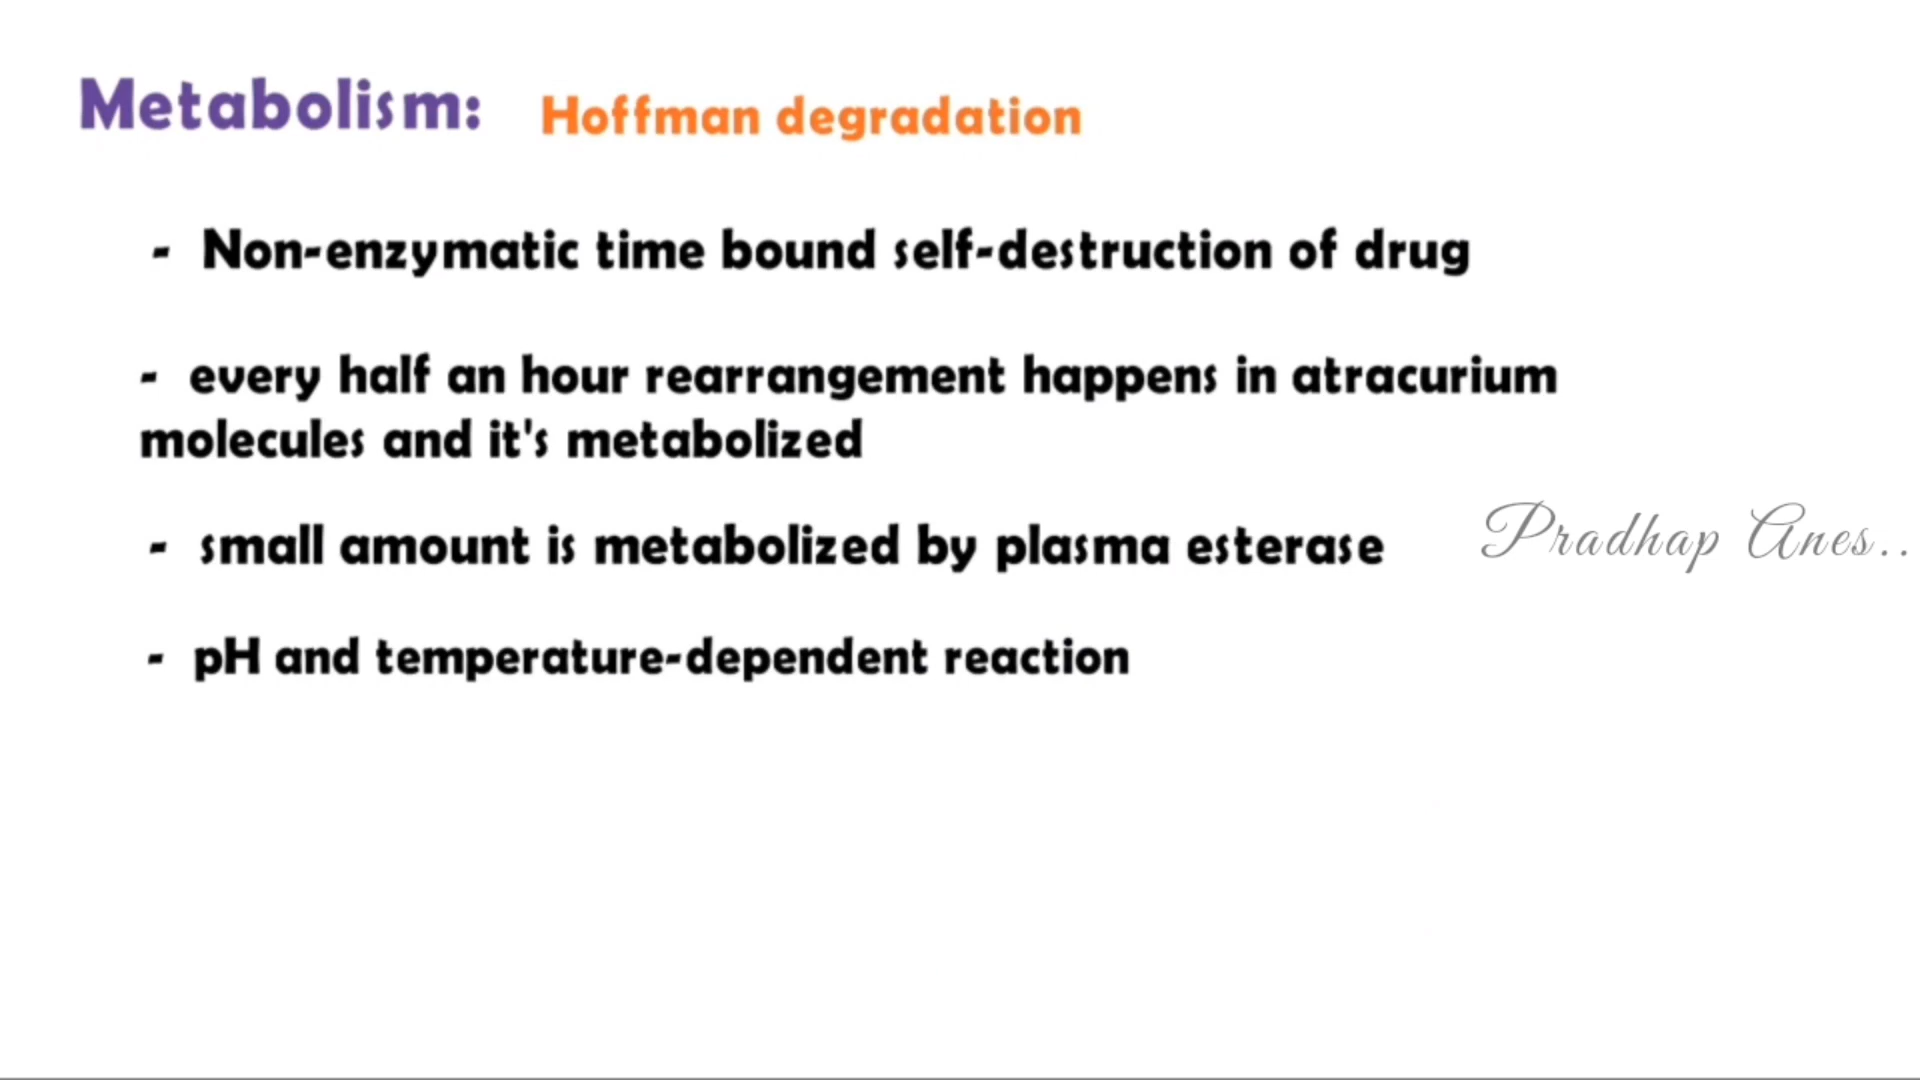 Metabolism: Hoffman degradation
- Non-enzymatic time bound self-destruction of drug
- every half an hour rearrangement happens in atracurium
molecules and it's metabolized
- small amount is metabolized by plasma esterase
Pradhap Anes..
- pH and temperature-dependent reaction